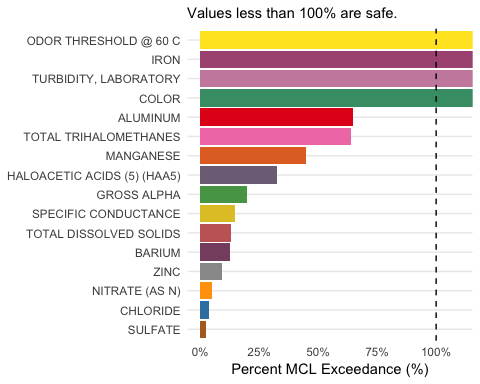 Values less than 100% are safe.
ODOR THRESHOLD @ 60 C
IRON
TURBIDITY, LABORATORY
COLOR
ALUMINUM
TOTAL TRIHALOMETHANES
MANGANESE
HALOACETIC ACIDS (5) (HAA5)
GROSS ALPHA
SPECIFIC CONDUCTANCE
TOTAL DISSOLVED SOLIDS
BARIUM
ZINC
NITRATE (AS N)
CHLORIDE
SULFATE
0% 25% 50% 75% 100%
Percent MCL Exceedance (%)